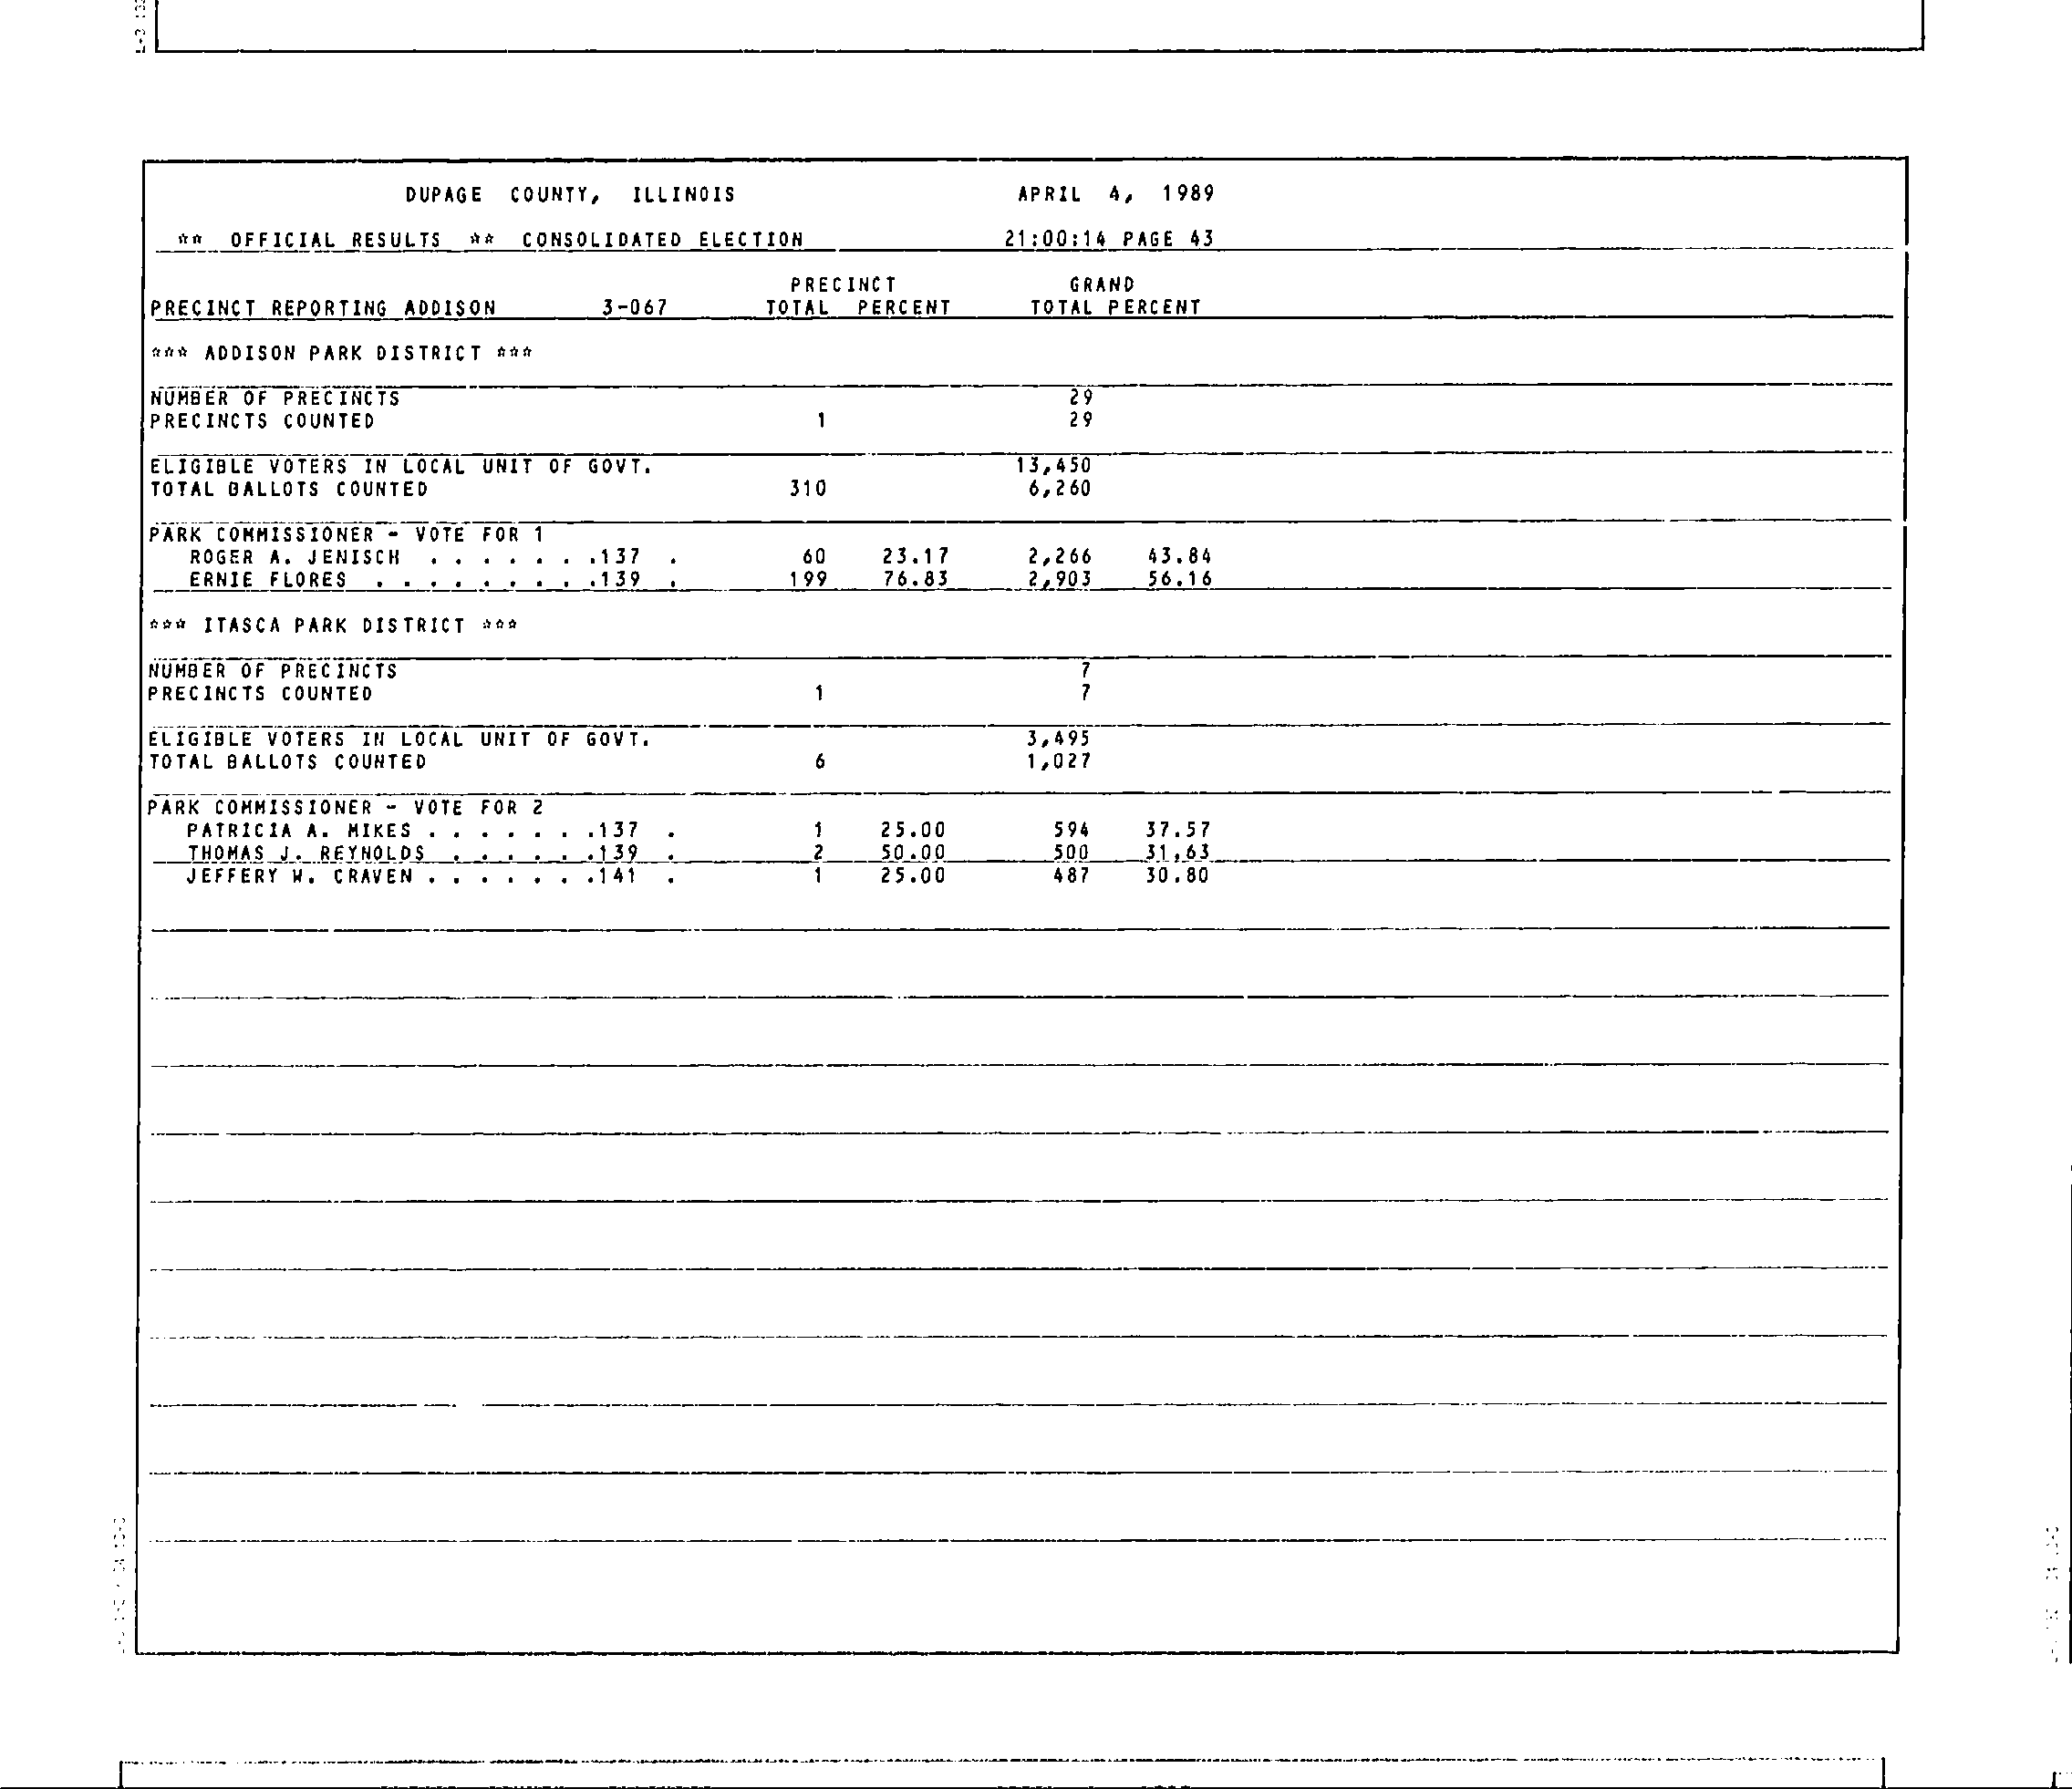 DUPAGE COUNTY, ILLINOIS APRIL 4, 1989
** OFFICIAL RESULTS ** CONSOLIDATED ELECTION 21:00:14 PAGE 43
PRECINCT GRAND
PRECINCT REPORTING ADDISON 3-067 TOTAL PERCENT TOTAL PERCENT
*** ADDISON PARK DISTRICT ***
NUMBER OF PRECINCTS 29
PRECINCTS COUNTED 1 29
ELIGIBLE VOTERS IN LOCAL UNIT OF GOVT. 13,450
TOTAL BALLOTS COUNTED 310 6,260
PARK COMMISSIONER - VOTE FOR 1
ROGER A. JENISCH . . . . . . .137 . 60 23.17 2,266 43.84
ERNIE FLORES . . . . . . . . .139 . 199 76.83 2,903 56.16
*** ITASCA PARK DISTRICT ***
NUMBER OF PRECINCTS 7
PRECINCTS COUNTED 1 7
ELIGIBLE VOTERS IN LOCAL UNIT OF GOVT. 3,495
TOTAL BALLOTS COUNTED 6 1,027
PARK COMMISSIONER - VOTE FOR 2
PATRICIA A. MIKES . . . . . . .137 . 1 25.00 594 37.57
THOMAS J. REYNOLDS . . . . . .139 . 2 50.00 500 31.63
JEFFERY W. CRAVEN . . . . . . .141 . 1 25.00 487 30.80